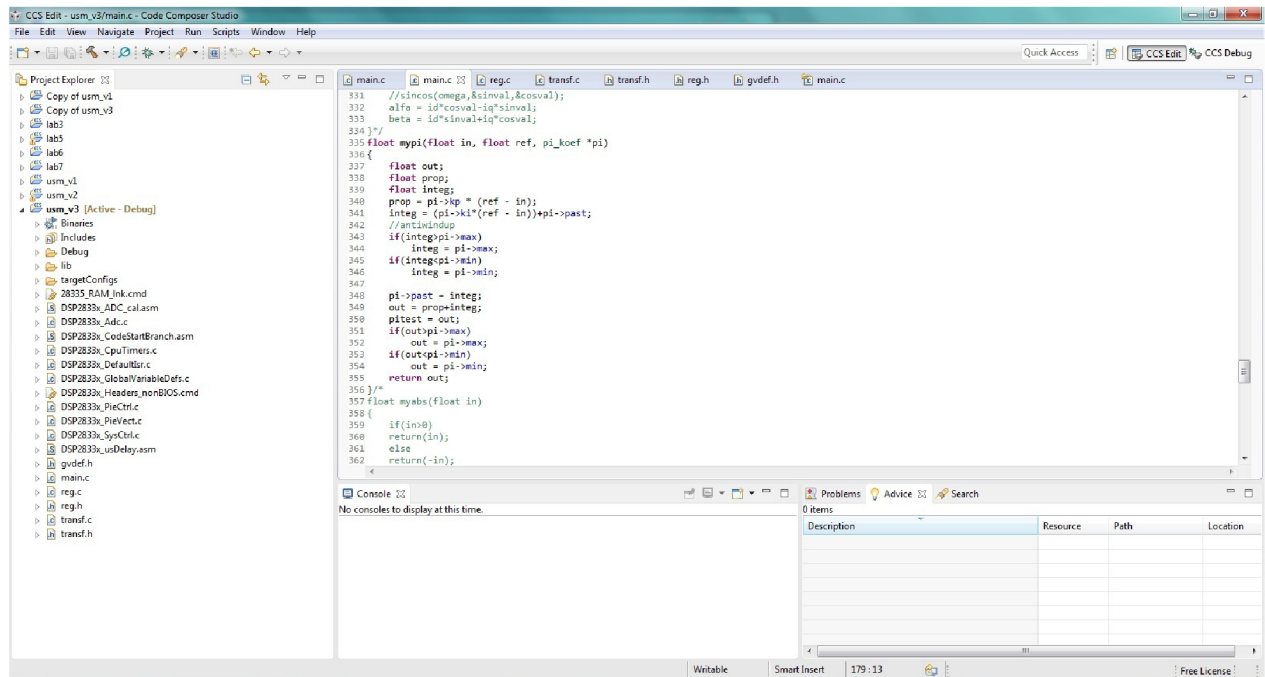 CCS Edit - usm_v3/main.c - Code Composer Studio
File Edit View Navigate Project Run Scripts Window Help
Quick Access CCS Edit CCS Debug
Project Explorer
Copy of usm_v1
Copy of usm_v3
lab3
lab5
lab6
lab7
usm_v1
usm_v2
usm_v3 [Active - Debug]
Binaries
Includes
Debug
lib
targetConfigs
28335_RAM_lnk.cmd
DSP2833x_ADC_cal.asm
DSP2833x_Adc.c
DSP2833x_CodeStartBranch.asm
DSP2833x_CpuTimers.c
DSP2833x_DefaultIsr.c
DSP2833x_GlobalVariableDefs.c
DSP2833x_Headers_nonBIOS.cmd
DSP2833x_PieCtrl.c
DSP2833x_PieVect.c
DSP2833x_SysCtrl.c
DSP2833x_usDelay.asm
gvdef.h
main.c
reg.c
reg.h
transf.c
transf.h
main.c main.c reg.c transf.c transf.h reg.h gvdef.h main.c
331 //sincos(omega,&sinval,&cosval);
332 alfa = id*cosval-iq*sinval;
333 beta = id*sinval+iq*cosval;
334 }*/
335 float mypi(float in, float ref, pi_koef *pi)
336 {
337 float out;
338 float prop;
339 float integ;
340 prop = pi->kp * (ref - in);
341 integ = (pi->ki*(ref - in))+pi->past;
342 //antiwindup
343 if(integ>pi->max)
344 integ = pi->max;
345 if(integ<pi->min)
346 integ = pi->min;
347
348 pi->past = integ;
349 out = prop+integ;
350 pitest = out;
351 if(out>pi->max)
352 out = pi->max;
353 if(out<pi->min)
354 out = pi->min;
355 return out;
356 }/*
357 float myabs(float in)
358 {
359 if(in>0)
360 return(in);
361 else
362 return(-in);
Console
No consoles to display at this time.
Problems Advice Search
0 items
Description Resource Path Location
Writable Smart Insert 179 : 13 Free License